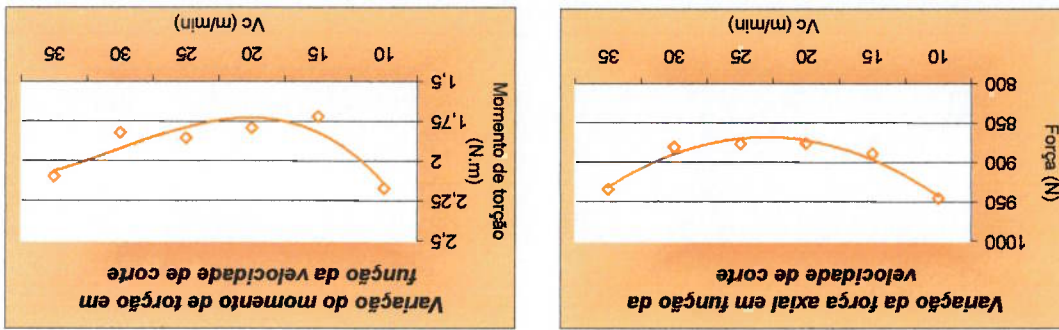 Variação da força axial em função da
velocidade de corte
Força (N)
1000
950
900
850
800
10 15 20 25 30 35
Vc (m/min)
Variação do momento de torção em
função da velocidade de corte
Momento de torção
(N.m)
2,5
2,25
2
1,75
1,5
10 15 20 25 30 35
Vc (m/min)